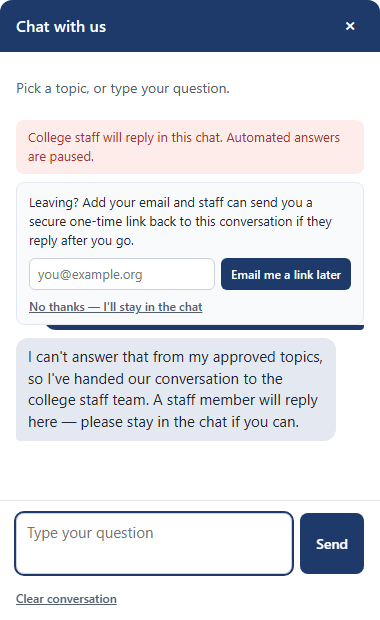 Chat with us
×
Pick a topic, or type your question.
College staff will reply in this chat. Automated answers
are paused.
Leaving? Add your email and staff can send you a
secure one-time link back to this conversation if they
reply after you go.
you@example.org
Email me a link later
No thanks — I'll stay in the chat
I can't answer that from my approved topics,
so I've handed our conversation to the
college staff team. A staff member will reply
here — please stay in the chat if you can.
Type your question
Send
Clear conversation